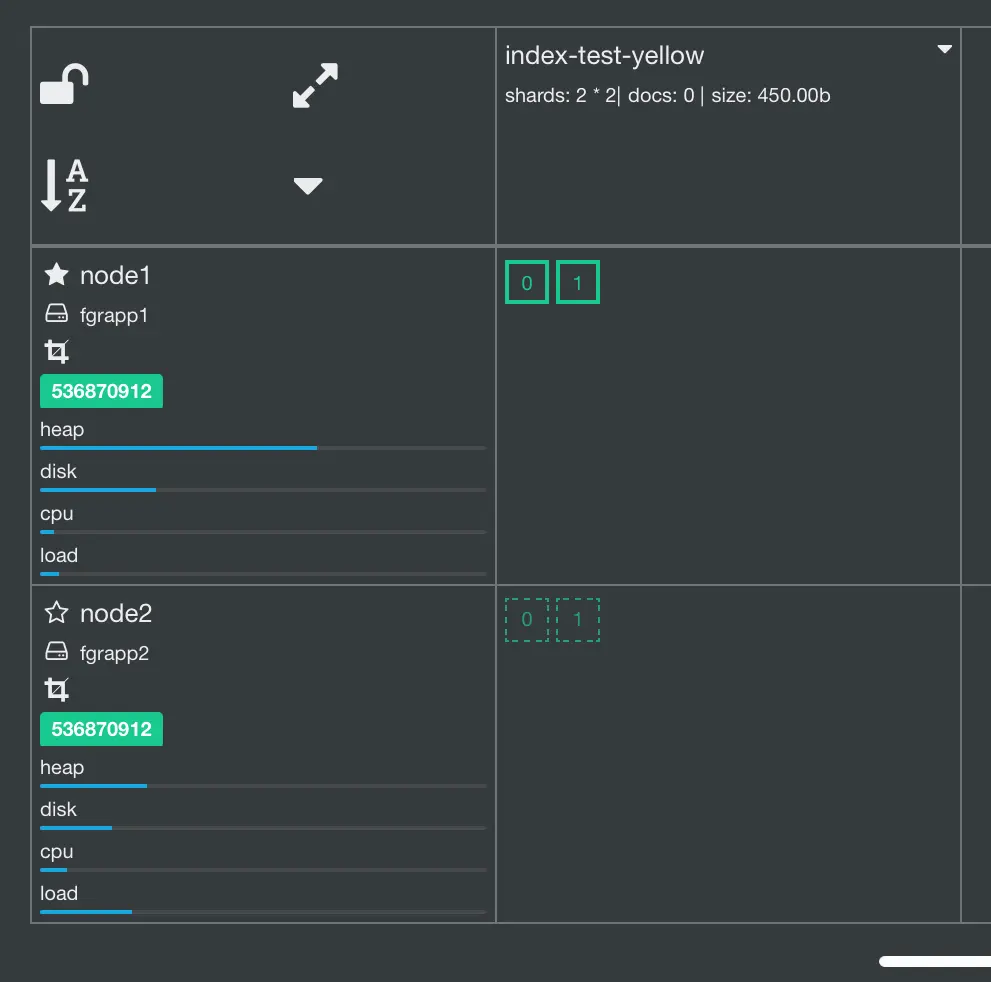 A
Z
index-test-yellow
shards: 2 * 2| docs: 0 | size: 450.00b
node1
fgrapp1
536870912
heap
disk
cpu
load
0 1
node2
fgrapp2
536870912
heap
disk
cpu
load
0 1